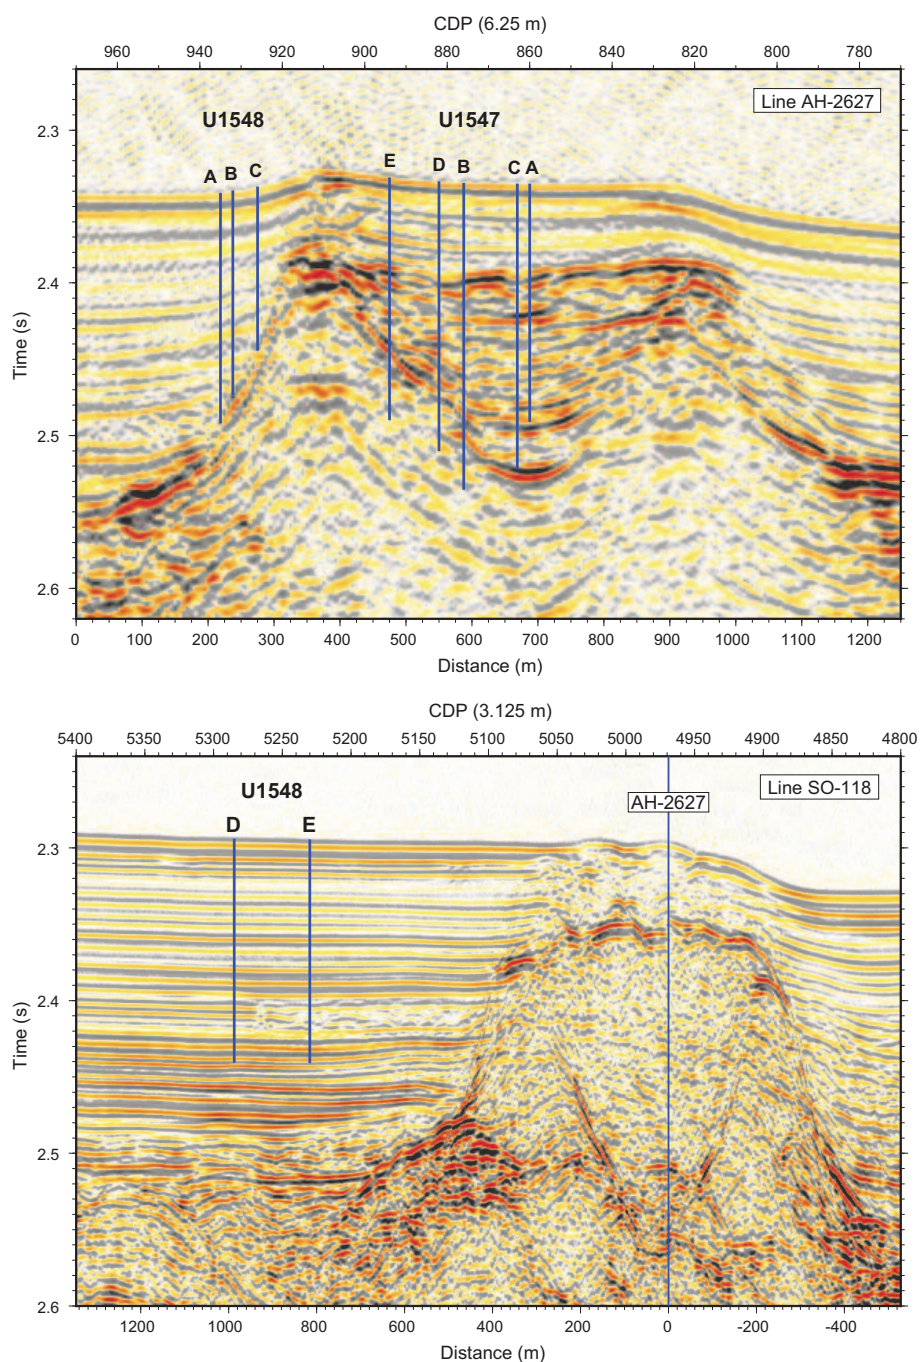 CDP (6.25 m)
960 940 920 900 880 860 840 820 800 780
Line AH-2627
U1548 U1547
A B C E D B C A
2.3
2.4
2.5
2.6
Time (s)
0 100 200 300 400 500 600 700 800 900 1000 1100 1200
Distance (m)
CDP (3.125 m)
5400 5350 5300 5250 5200 5150 5100 5050 5000 4950 4900 4850 4800
Line SO-118
U1548
AH-2627
D E
2.3
2.4
2.5
2.6
Time (s)
1200 1000 800 600 400 200 0 -200 -400
Distance (m)